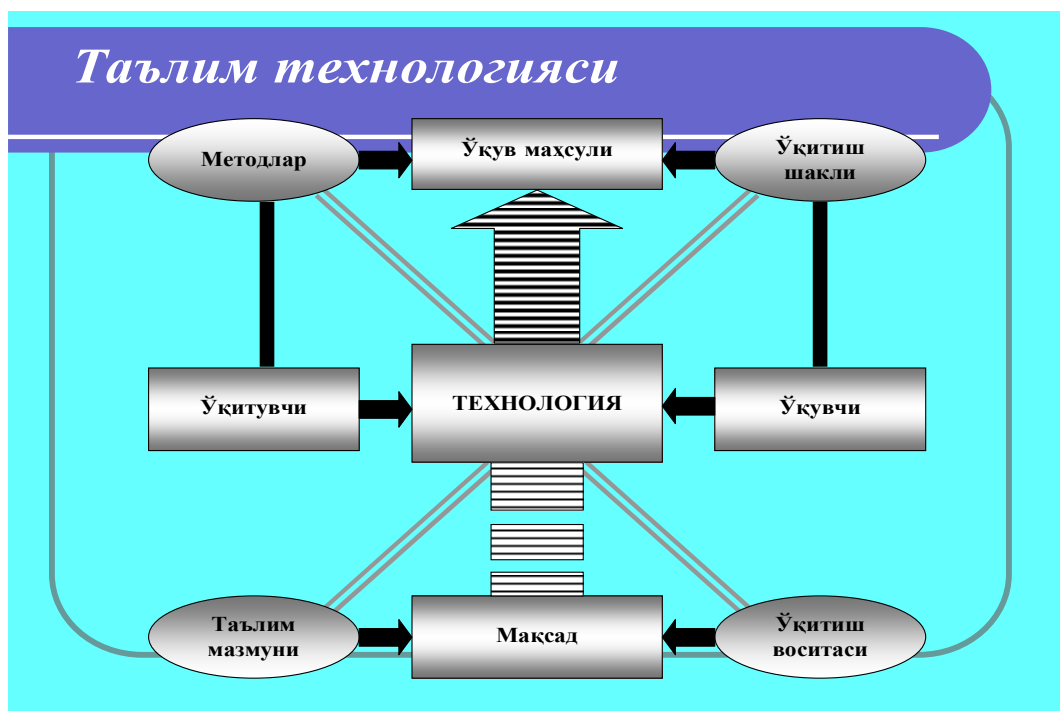 Таълим технологияси
Методлар
Ўқув маҳсули
Ўқитиш
шакли
Ўқитувчи
ТЕХНОЛОГИЯ
Ўқувчи
Таълим
мазмуни
Мақсад
Ўқитиш
воситаси